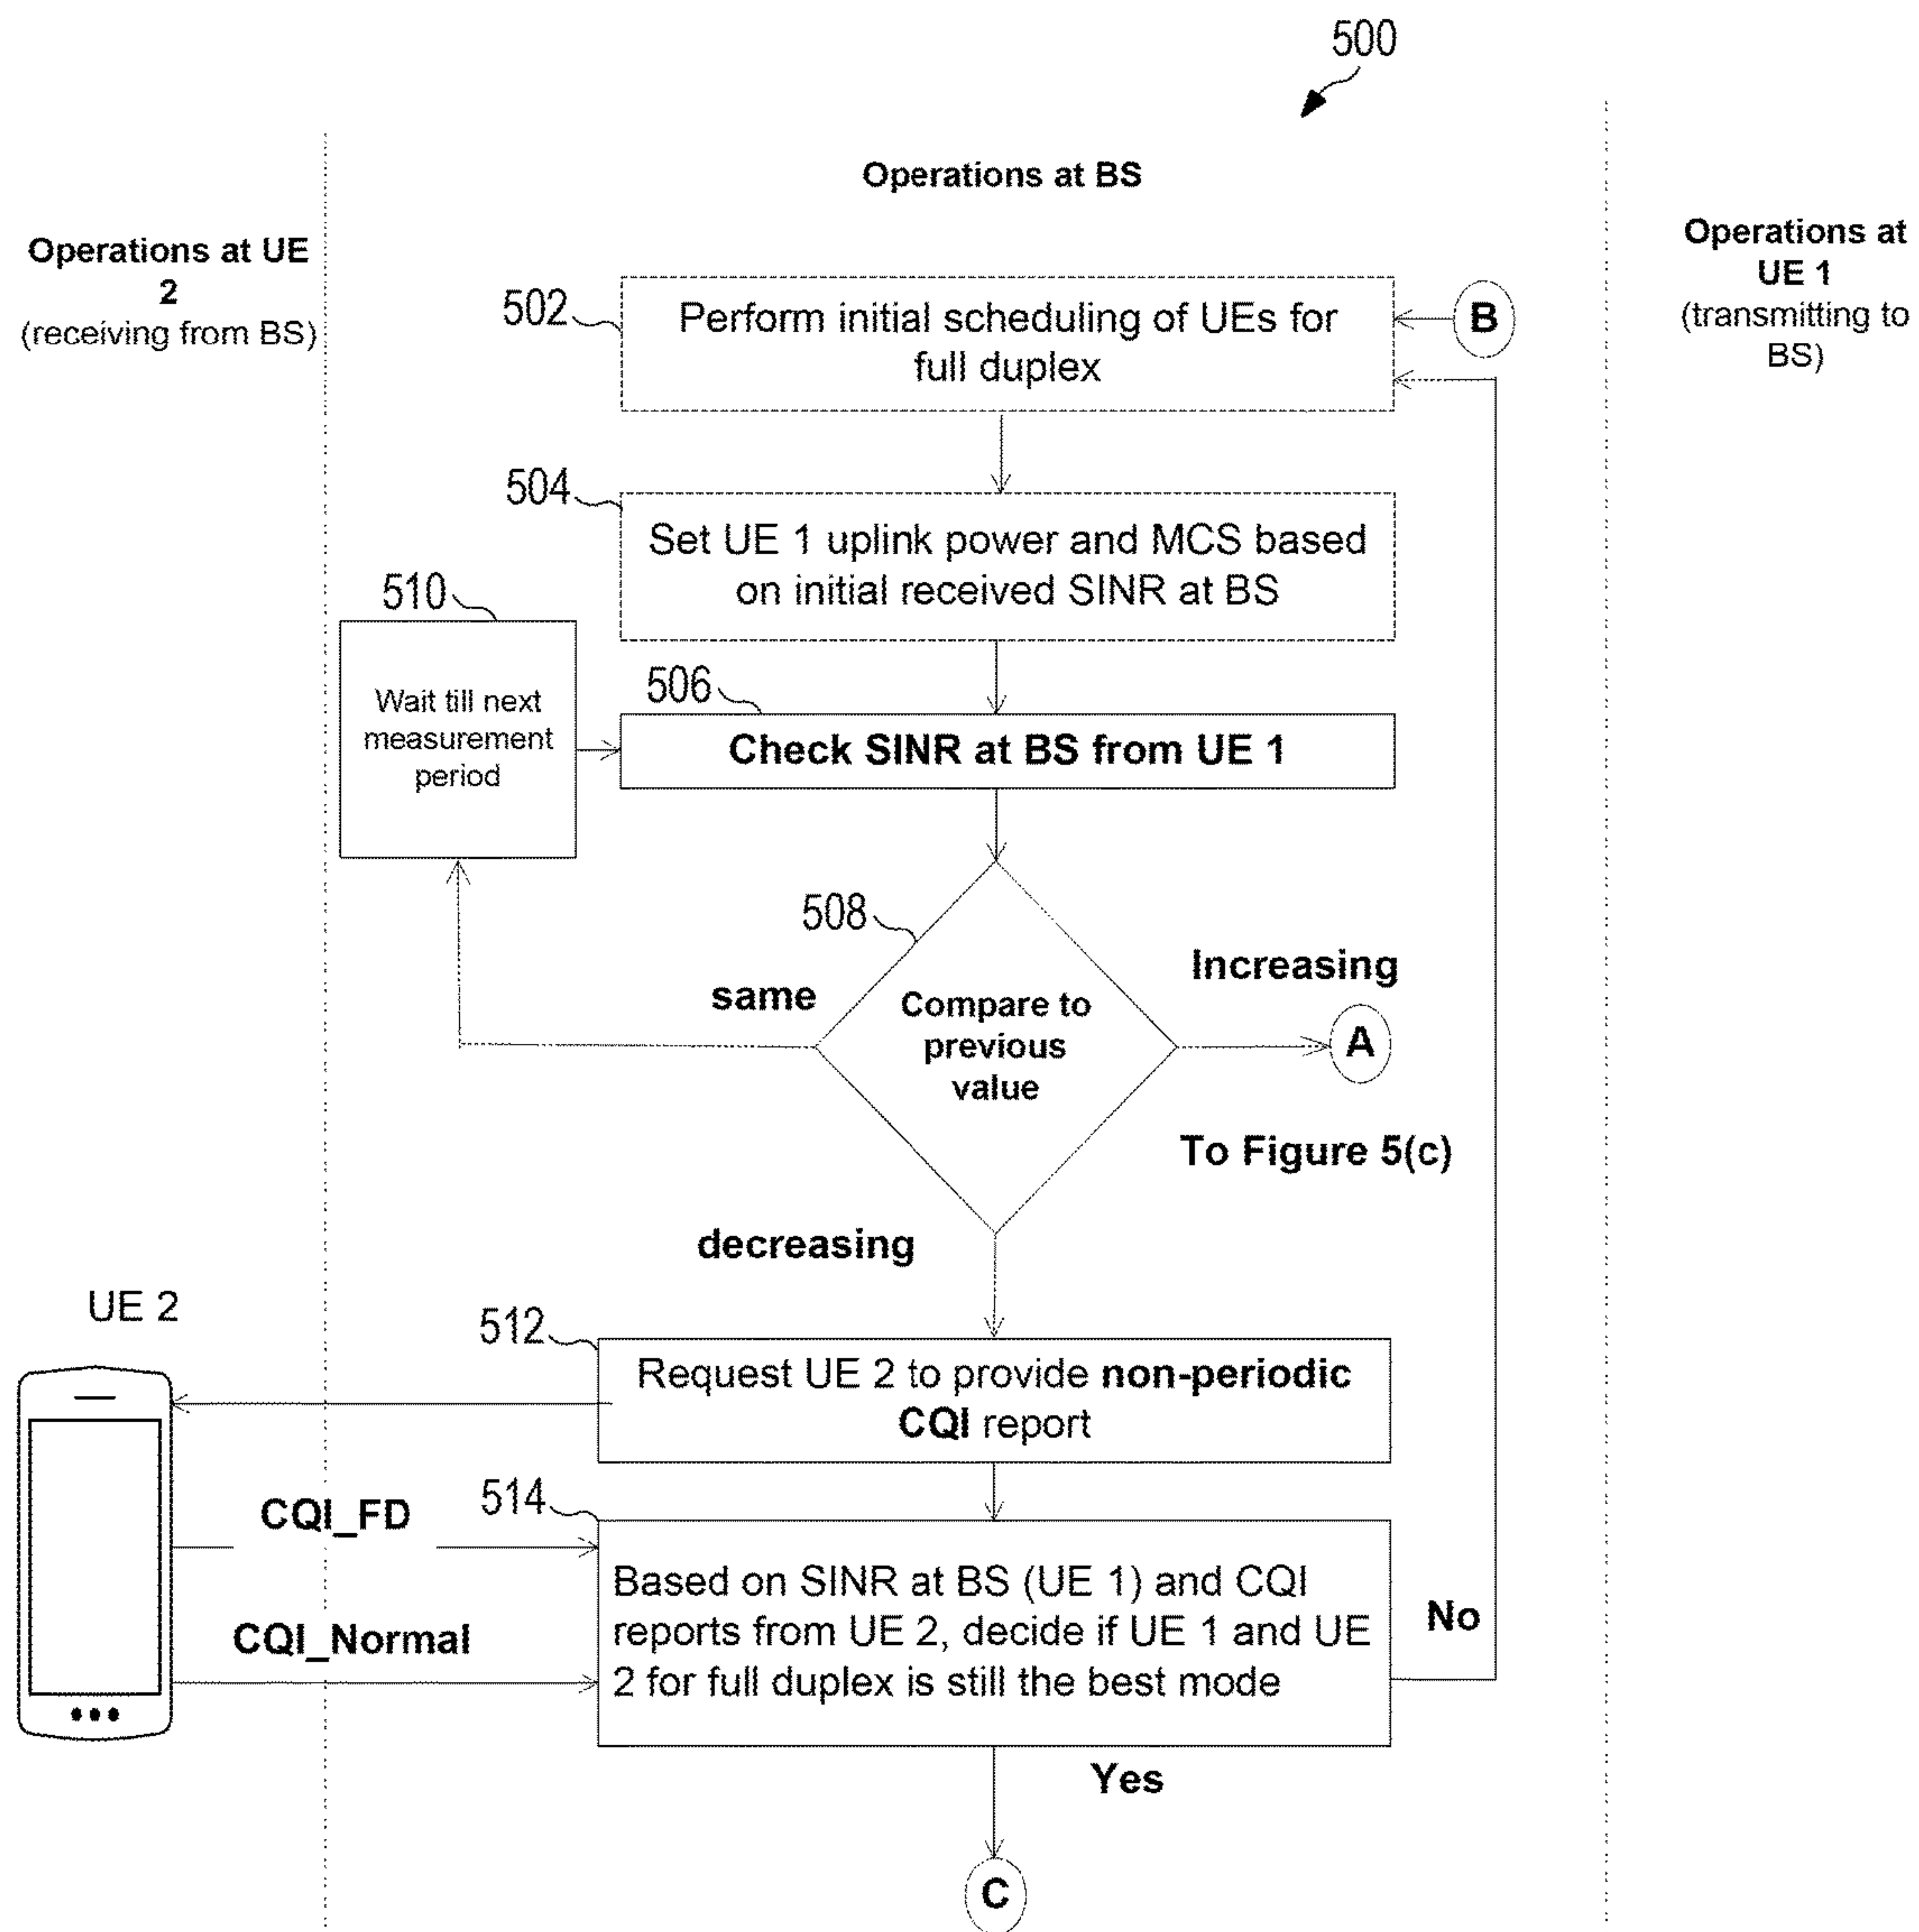 500
Operations at BS
Operations at UE
2
(receiving from BS)
Operations at
UE 1
(transmitting to
BS)
502
Perform initial scheduling of UEs for
full duplex
B
504
Set UE 1 uplink power and MCS based
on initial received SINR at BS
510
Wait till next
measurement
period
506
Check SINR at BS from UE 1
508
Compare to
previous
value
same
Increasing
A
To Figure 5(c)
decreasing
UE 2
512
Request UE 2 to provide non-periodic
CQI report
CQI_FD
514
Based on SINR at BS (UE 1) and CQI
reports from UE 2, decide if UE 1 and UE
2 for full duplex is still the best mode
No
CQI_Normal
Yes
C